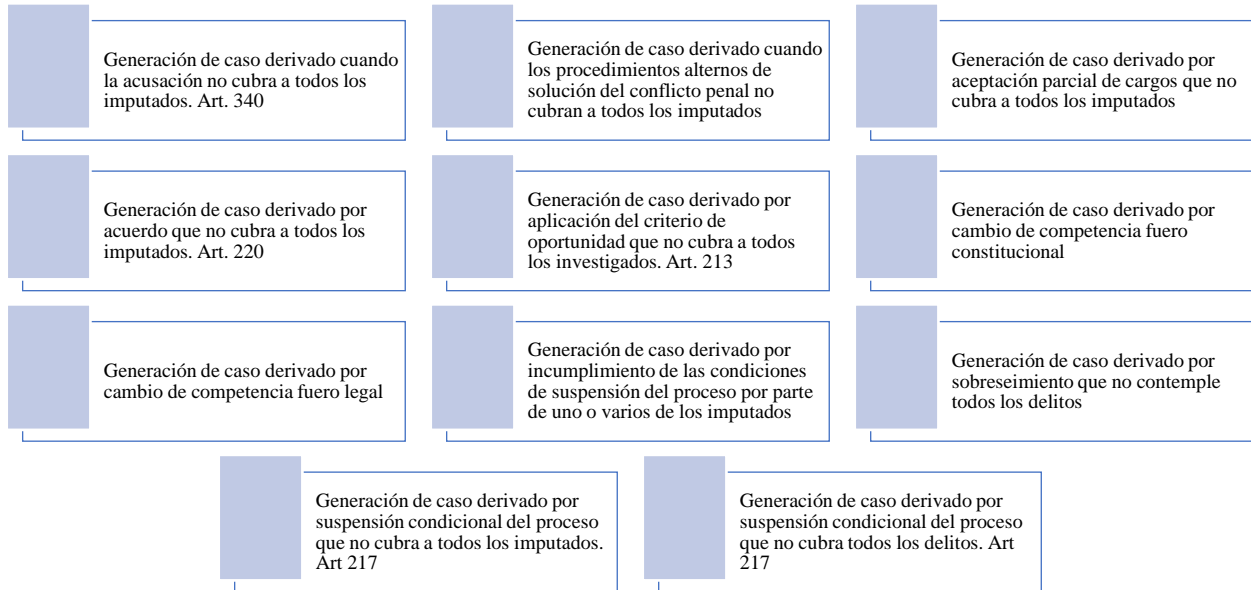 Generación de caso derivado cuando
la acusación no cubra a todos los
imputados. Art. 340
Generación de caso derivado cuando
los procedimientos alternos de
solución del conflicto penal no
cubran a todos los imputados
Generación de caso derivado por
aceptación parcial de cargos que no
cubra a todos los imputados
Generación de caso derivado por
acuerdo que no cubra a todos los
imputados. Art. 220
Generación de caso derivado por
aplicación del criterio de
oportunidad que no cubra a todos
los investigados. Art. 213
Generación de caso derivado por
cambio de competencia fuero
constitucional
Generación de caso derivado por
cambio de competencia fuero legal
Generación de caso derivado por
incumplimiento de las condiciones
de suspensión del proceso por parte
de uno o varios de los imputados
Generación de caso derivado por
sobreseimiento que no contemple
todos los delitos
Generación de caso derivado por
suspensión condicional del proceso
que no cubra a todos los imputados.
Art 217
Generación de caso derivado por
suspensión condicional del proceso
que no cubra todos los delitos. Art
217